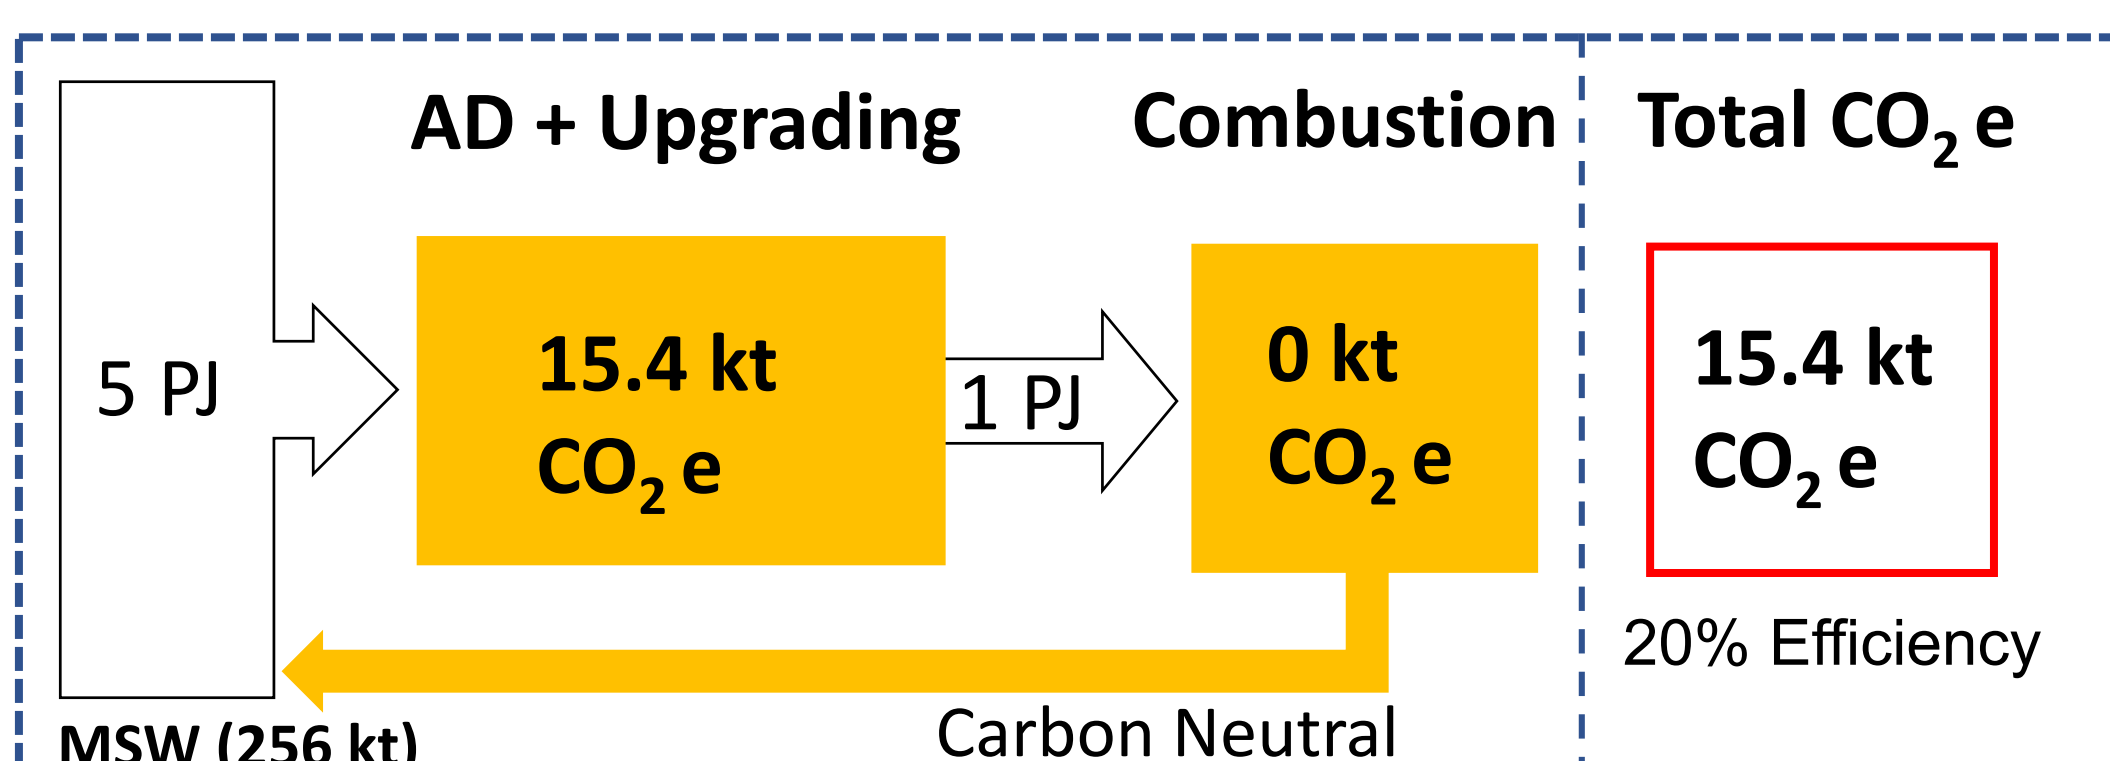 AD + Upgrading
Combustion
Total CO₂ e
5 PJ
15.4 kt
CO₂ e
1 PJ
0 kt
CO₂ e
15.4 kt
CO₂ e
20% Efficiency
Carbon Neutral
MSW (256 kt)